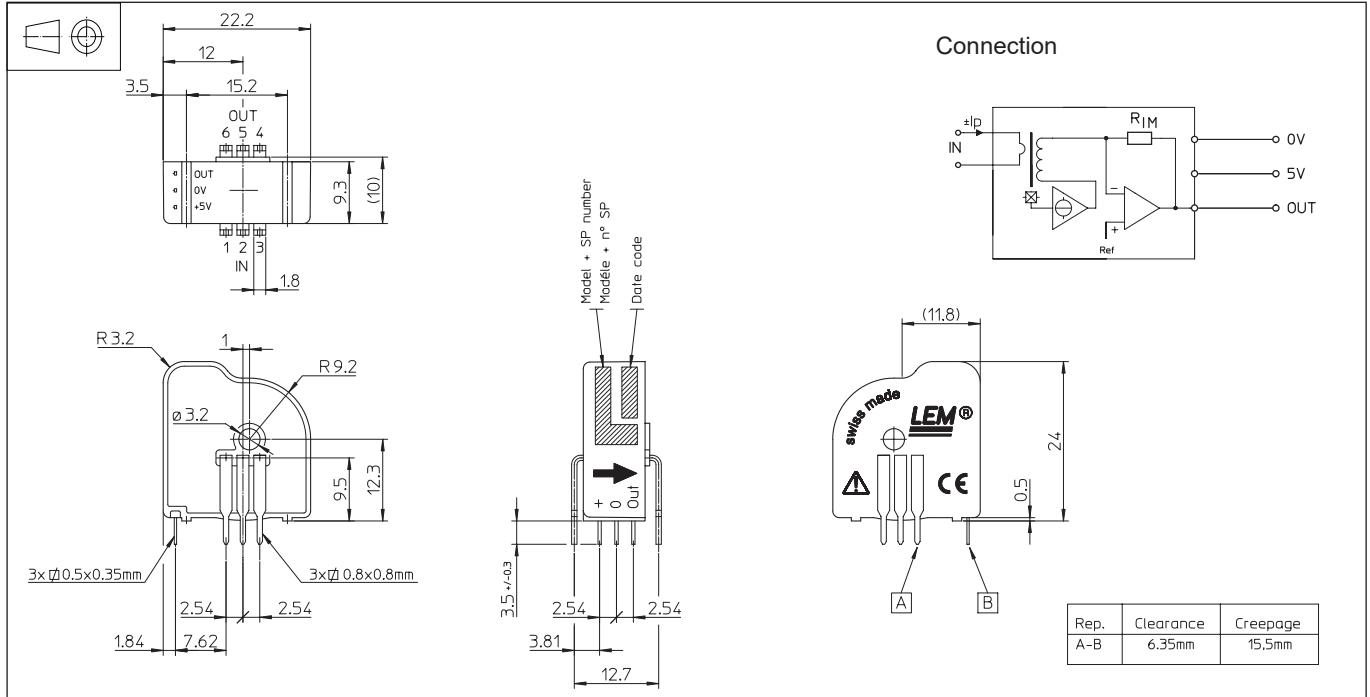 Connection
22.2
12
3.5
15.2
OUT
6 5 4
OUT
0V
+5V
9.3
(10)
1 2 3
IN
1.8
±Ip
IN
RIM
Ref
-
+
0V
5V
OUT
R3.2
1
R9.2
ø3.2
9.5
12.3
3x 0.5x0.35mm
3x 0.8x0.8mm
2.54
2.54
1.84
7.62
Model + SP number
Modéle + n° SP
Date code
+
0
Out
3.5 +/-0.3
2.54
2.54
3.81
12.7
(11.8)
swiss made
LEM®
CE
24
0.5
A
B
Rep. Clearance Creepage
A-B 6.35mm 15,5mm